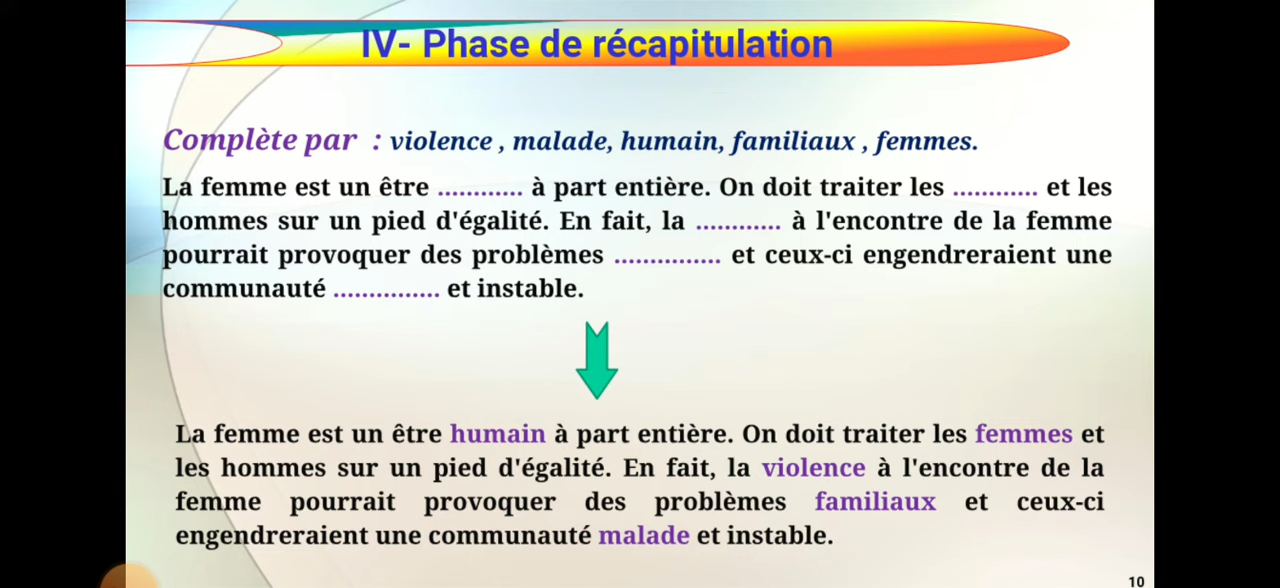 IV- Phase de récapitulation
Complète par : violence , malade, humain, familiaux , femmes.
La femme est un être ............ à part entière. On doit traiter les ............ et les
hommes sur un pied d'égalité. En fait, la ............ à l'encontre de la femme
pourrait provoquer des problèmes ............... et ceux-ci engendreraient une
communauté ............... et instable.
La femme est un être humain à part entière. On doit traiter les femmes et
les hommes sur un pied d'égalité. En fait, la violence à l'encontre de la
femme pourrait provoquer des problèmes familiaux et ceux-ci
engendreraient une communauté malade et instable.
10